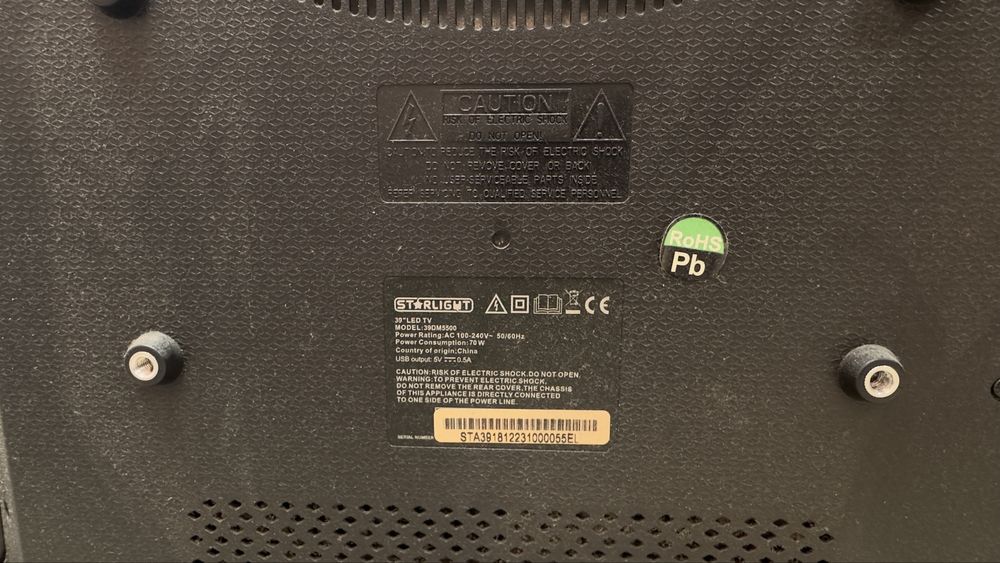 CAUTION
RISK OF ELECTRIC SHOCK
DO NOT OPEN!
CAUTION: REDUCE THE RISK OF ELECTRIC SHOCK
DO NOT REMOVE COVER (OR BACK)
NO USER-SERVICEABLE PARTS INSIDE
REFER SERVICING TO QUALIFIED SERVICE PERSONNEL
RoHS
Pb
STARLIGHT
CE
39"LED TV
MODEL:39DM5500
Power Rating:AC 100-240V~ 50/60Hz
Power Consumption:70W
Country of origin:China
USB output: 5V 0.5A
CAUTION:RISK OF ELECTRIC SHOCK.DO NOT OPEN.
WARNING:TO PREVENT ELECTRIC SHOCK,
DO NOT REMOVE THE REAR COVER.THE CHASSIS
OF THIS APPLIANCE IS DIRECTLY CONNECTED
TO ONE SIDE OF THE POWER LINE.
SERIAL NUMBER
STA391812231000055EL